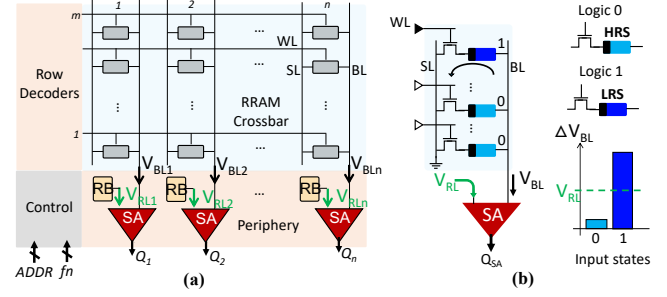 1 2 n
m
... WL
SL BL
Row
Decoders
RRAM
Crossbar
⋮ ⋮ ... ⋮
1
...
V_BL1 V_BL2 V_BLn
RB RB ... RB
V_RL1 V_RL2 V_RLn
Control
SA SA SA
Periphery
Q_1 Q_2 Q_n
ADDR fn
(a)
WL
1
SL BL
⋮ ⋮
0
...
0
V_RL
V_BL
SA
Q_SA
(b)
Logic 0
HRS
Logic 1
LRS
ΔV_BL
V_RL
0 1
Input states